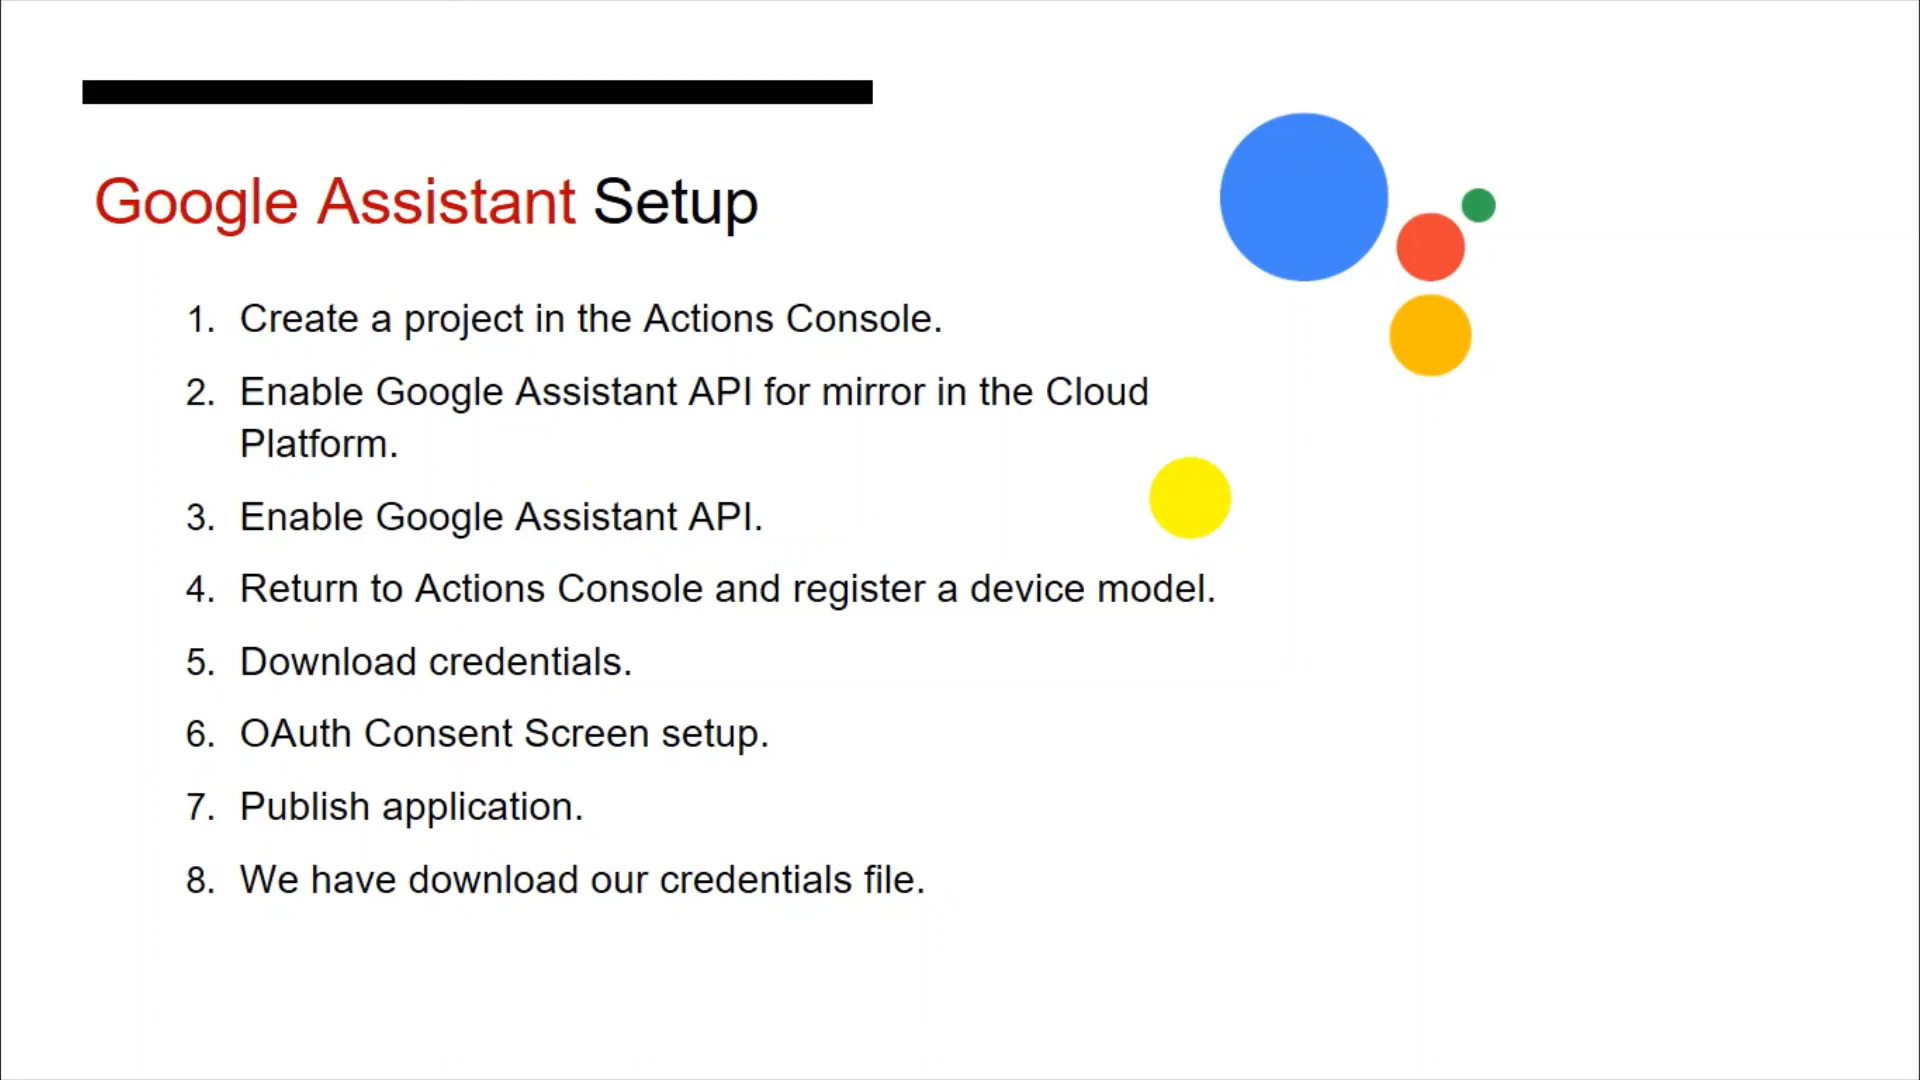 Google Assistant Setup
1. Create a project in the Actions Console.
2. Enable Google Assistant API for mirror in the Cloud
Platform.
3. Enable Google Assistant API.
4. Return to Actions Console and register a device model.
5. Download credentials.
6. OAuth Consent Screen setup.
7. Publish application.
8. We have download our credentials file.